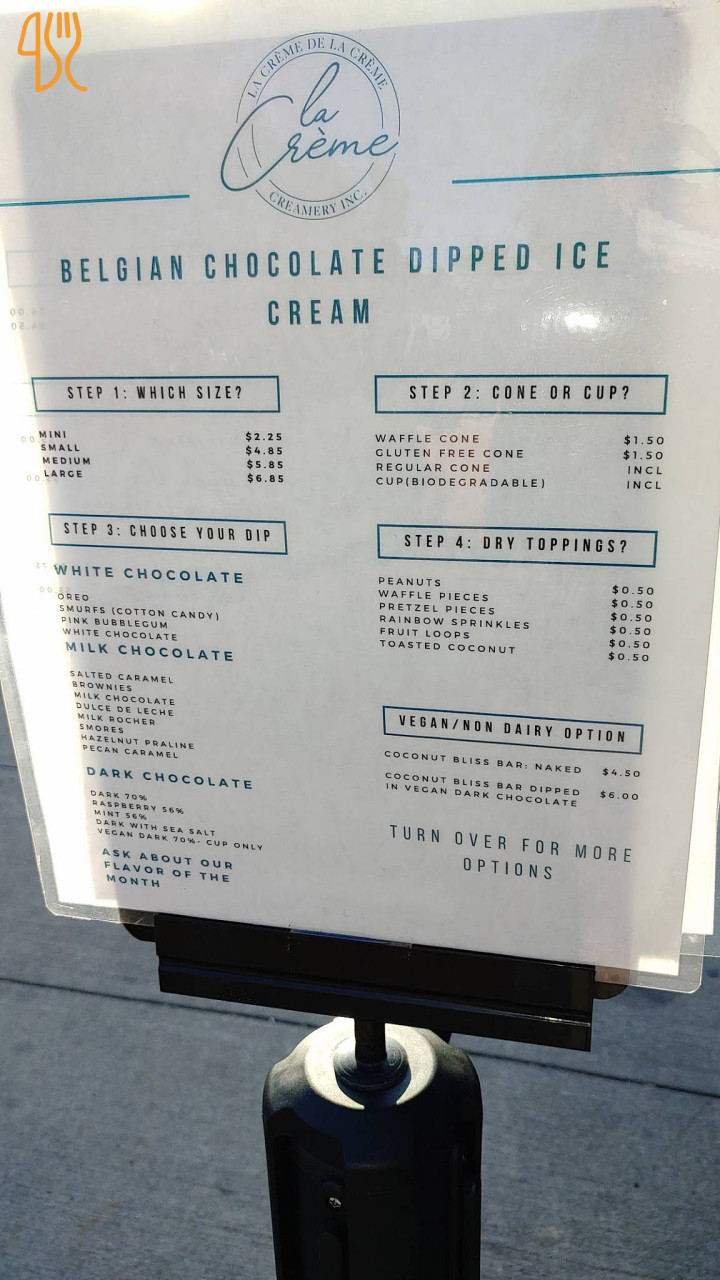 LA CRÈME DE LA CRÈME
la
Crème
CREAMERY INC.
BELGIAN CHOCOLATE DIPPED ICE
CREAM
STEP 1: WHICH SIZE?
MINI $2.25
SMALL $4.85
MEDIUM $5.85
LARGE $6.85
STEP 2: CONE OR CUP?
WAFFLE CONE $1.50
GLUTEN FREE CONE $1.50
REGULAR CONE INCL
CUP(BIODEGRADABLE) INCL
STEP 3: CHOOSE YOUR DIP
WHITE CHOCOLATE
OREO
SMURFS (COTTON CANDY)
PINK BUBBLEGUM
WHITE CHOCOLATE
MILK CHOCOLATE
SALTED CARAMEL
BROWNIES
MILK CHOCOLATE
DULCE DE LECHE
MILK ROCHER
SMORES
HAZELNUT PRALINE
PECAN CARAMEL
DARK CHOCOLATE
DARK 70%
RASPBERRY 56%
MINT 56%
DARK WITH SEA SALT
VEGAN DARK 70%- CUP ONLY
ASK ABOUT OUR
FLAVOR OF THE
MONTH
STEP 4: DRY TOPPINGS?
PEANUTS $0.50
WAFFLE PIECES $0.50
PRETZEL PIECES $0.50
RAINBOW SPRINKLES $0.50
FRUIT LOOPS $0.50
TOASTED COCONUT $0.50
VEGAN/NON DAIRY OPTION
COCONUT BLISS BAR: NAKED $4.50
COCONUT BLISS BAR DIPPED $6.00
IN VEGAN DARK CHOCOLATE
TURN OVER FOR MORE
OPTIONS